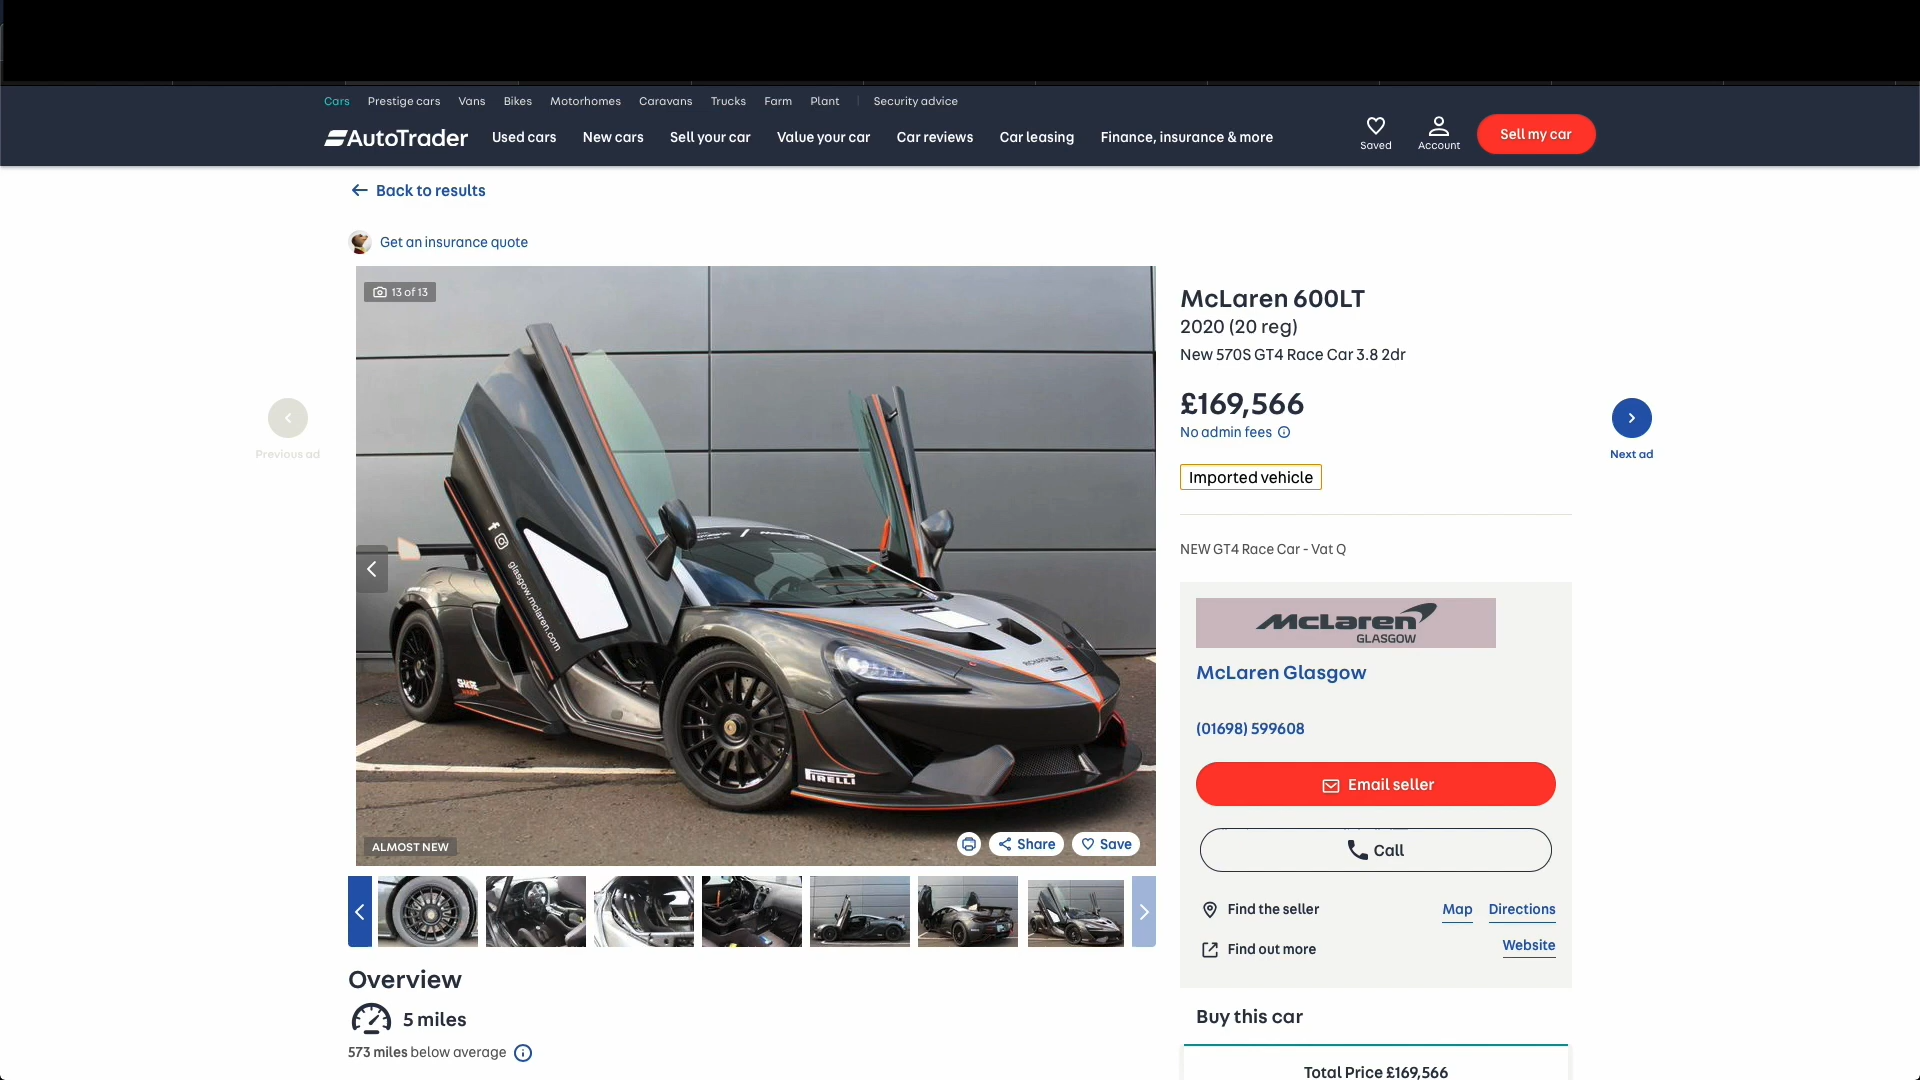 Cars Prestige cars Vans Bikes Motorhomes Caravans Trucks Farm Plant | Security advice
AutoTrader Used cars New cars Sell your car Value your car Car reviews Car leasing Finance, insurance & more
Saved
Account
Sell my car
Back to results
Get an insurance quote
13 of 13
glasgow.mclaren.com
PIRELLI
ALMOST NEW
Share
Save
Previous ad
Next ad
McLaren 600LT
2020 (20 reg)
New 570S GT4 Race Car 3.8 2dr
£169,566
No admin fees
Imported vehicle
NEW GT4 Race Car - Vat Q
McLaren
GLASGOW
McLaren Glasgow
(01698) 599608
Email seller
Call
Find the seller Map Directions
Find out more Website
Overview
5 miles
573 miles below average
Buy this car
Total Price £169,566